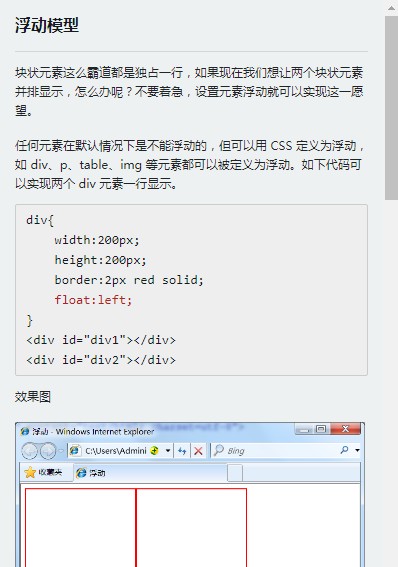 浮动模型
块状元素这么霸道都是独占一行，如果现在我们想让两个块状元素
并排显示，怎么办呢？不要着急，设置元素浮动就可以实现这一愿
望。
任何元素在默认情况下是不能浮动的，但可以用 CSS 定义为浮动，
如 div、p、table、img 等元素都可以被定义为浮动。如下代码可
以实现两个 div 元素一行显示。
div{
width:200px;
height:200px;
border:2px red solid;
float:left;
}
<div id="div1"></div>
<div id="div2"></div>
效果图
浮动 - Windows Internet Explorer
C:\Users\Admini
Bing
收藏夹
浮动